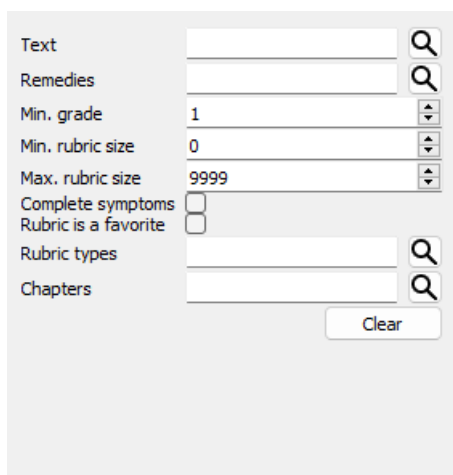 Text
Remedies
Min. grade 1
Min. rubric size 0
Max. rubric size 9999
Complete symptoms
Rubric is a favorite
Rubric types
Chapters
Clear